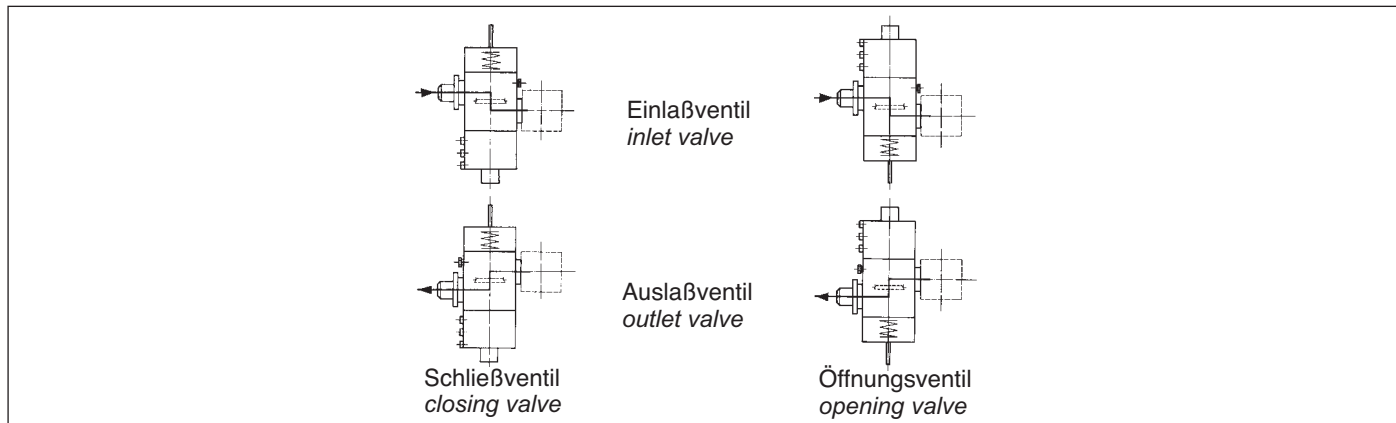 Einlaßventil
inlet valve
Auslaßventil
outlet valve
Schließventil
closing valve
Öffnungsventil
opening valve